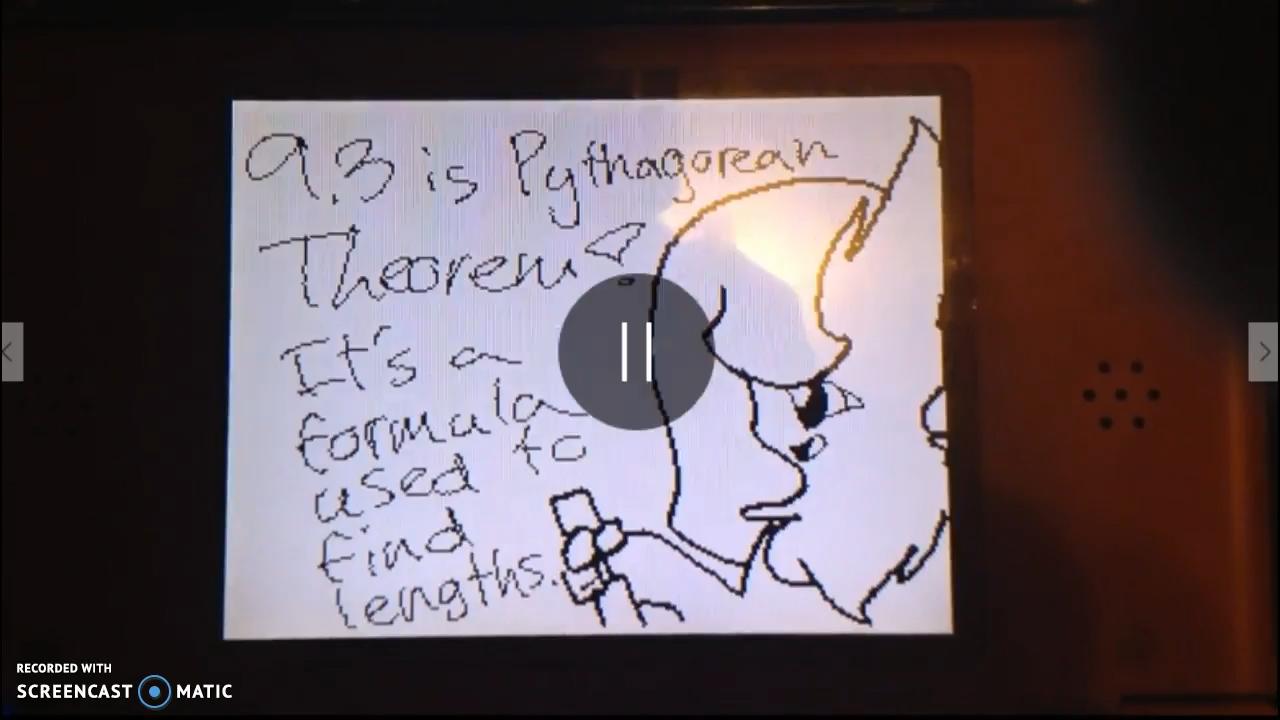 9.3 is Pythagorean
Theorem
It's a
formula
used to
find
lengths.
RECORDED WITH
SCREENCAST MATIC